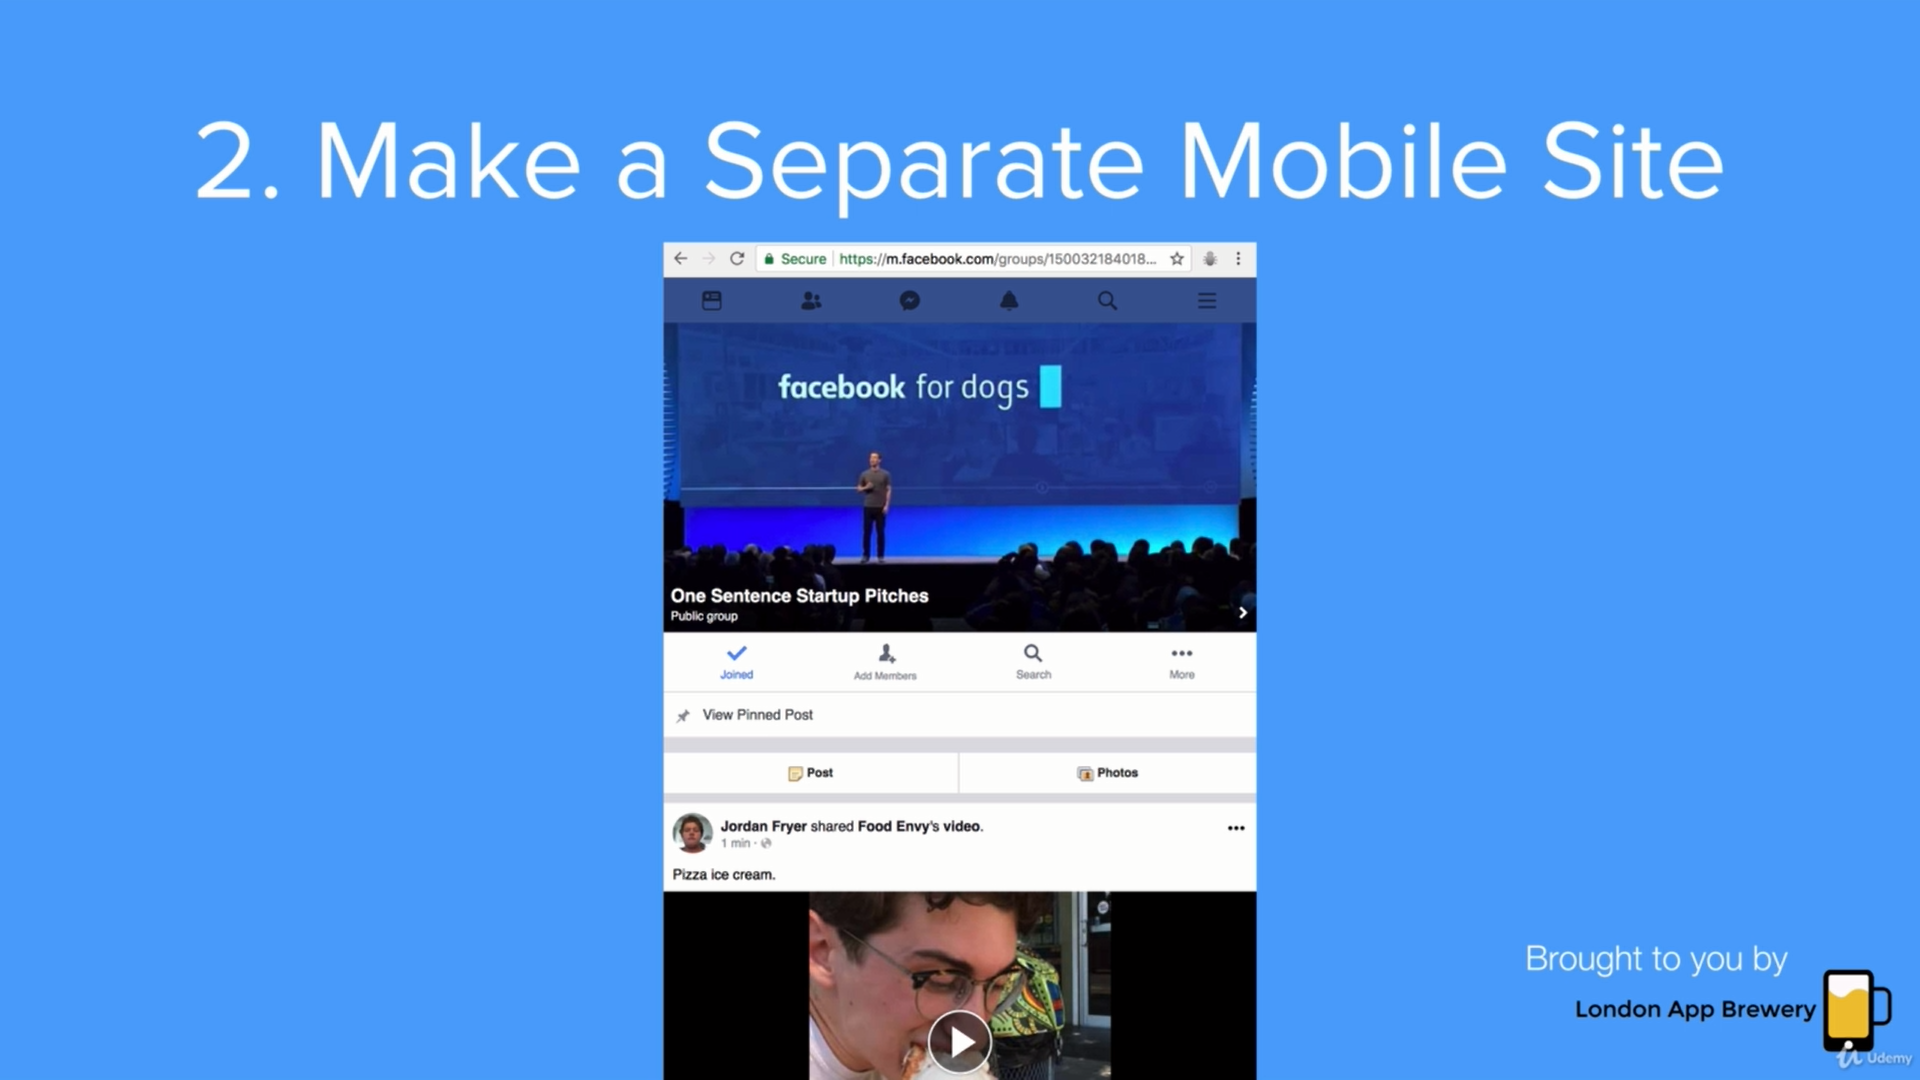 2. Make a Separate Mobile Site
Secure https://m.facebook.com/groups/150032184018...
facebook for dogs
One Sentence Startup Pitches
Public group
Joined
Add Members
Search
More
View Pinned Post
Post
Photos
Jordan Fryer shared Food Envy's video.
1 min ·
Pizza ice cream.
Brought to you by
London App Brewery
Udemy